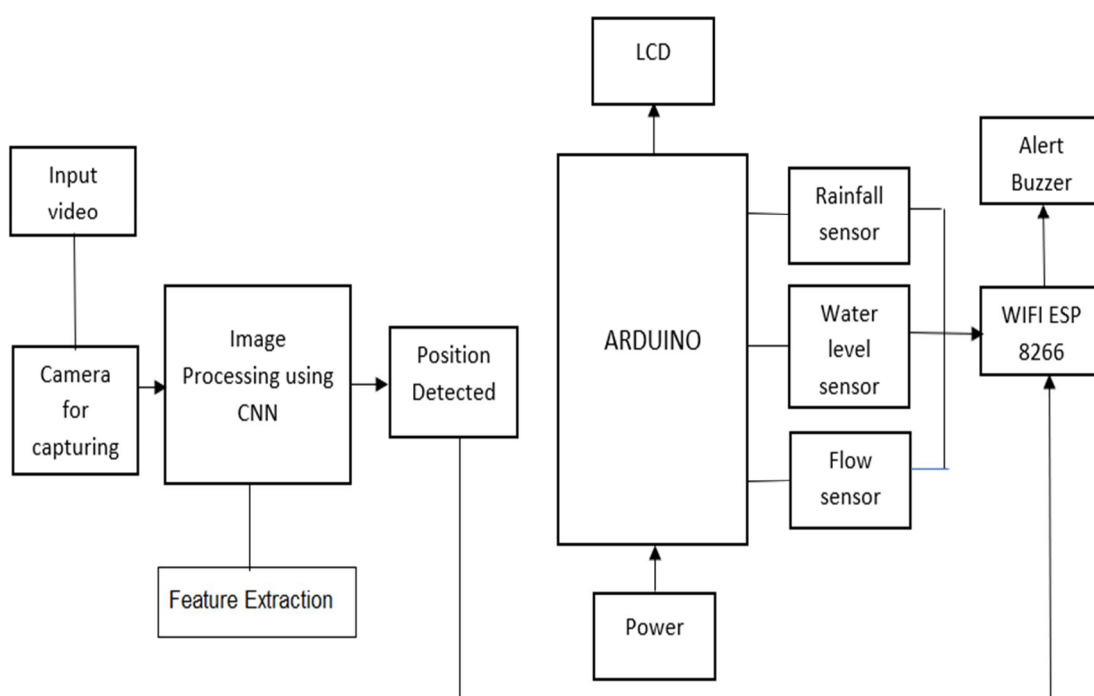 Input
video
Camera
for
capturing
Image
Processing using
CNN
Feature Extraction
Position
Detected
LCD
ARDUINO
Power
Rainfall
sensor
Water
level
sensor
Flow
sensor
Alert
Buzzer
WIFI ESP
8266